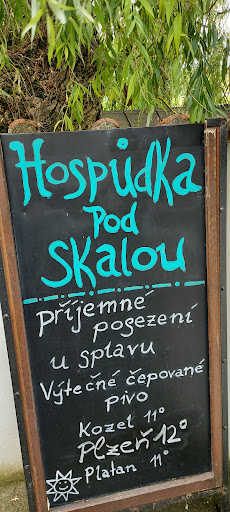 Hospůdka
Pod
Skalou
příjemné
posezení
u splavu
Výtečné čepované
pivo
Kozel 11°
Plzeň 12°
Platan 11°